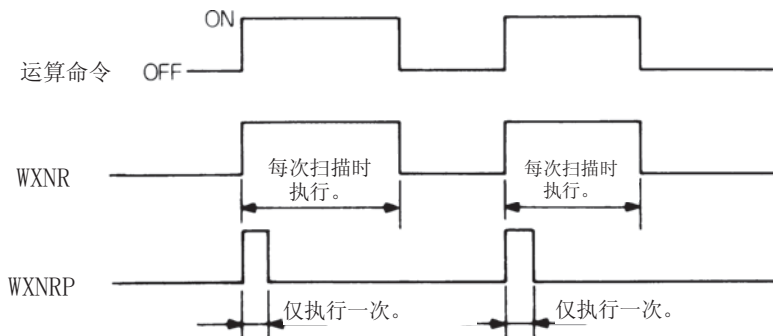 ON
运算命令 OFF
WXNR
每次扫描时
执行。
每次扫描时
执行。
WXNRP
仅执行一次。
仅执行一次。